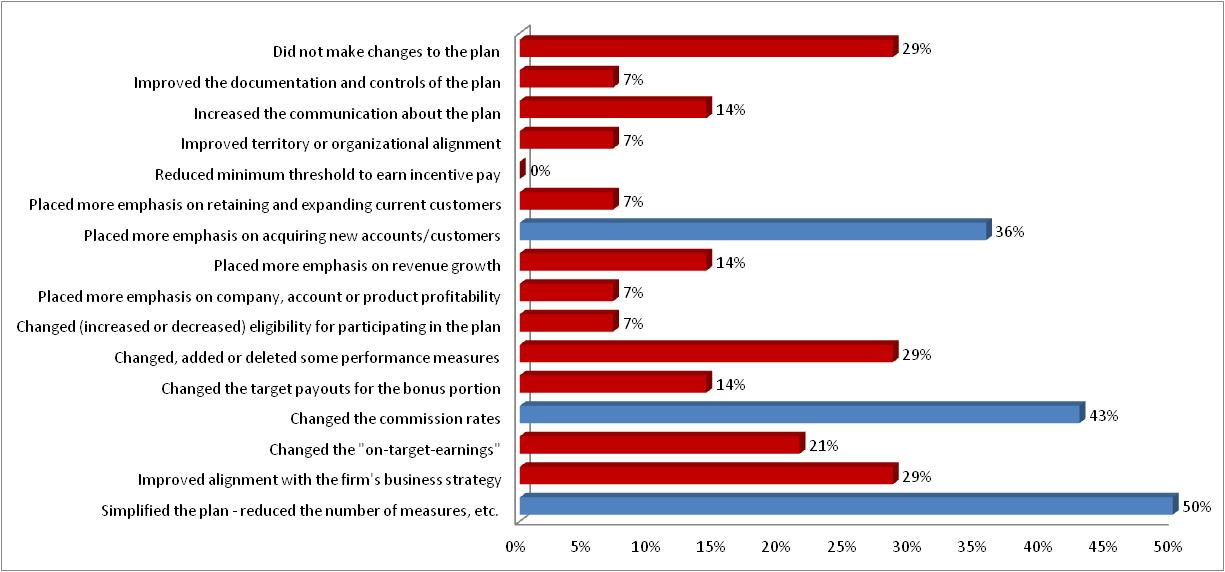 Did not make changes to the plan 29%
Improved the documentation and controls of the plan 7%
Increased the communication about the plan 14%
Improved territory or organizational alignment 7%
Reduced minimum threshold to earn incentive pay 0%
Placed more emphasis on retaining and expanding current customers 7%
Placed more emphasis on acquiring new accounts/customers 36%
Placed more emphasis on revenue growth 14%
Placed more emphasis on company, account or product profitability 7%
Changed (increased or decreased) eligibility for participating in the plan 7%
Changed, added or deleted some performance measures 29%
Changed the target payouts for the bonus portion 14%
Changed the commission rates 43%
Changed the "on-target-earnings" 21%
Improved alignment with the firm's business strategy 29%
Simplified the plan - reduced the number of measures, etc. 50%
0% 5% 10% 15% 20% 25% 30% 35% 40% 45% 50%